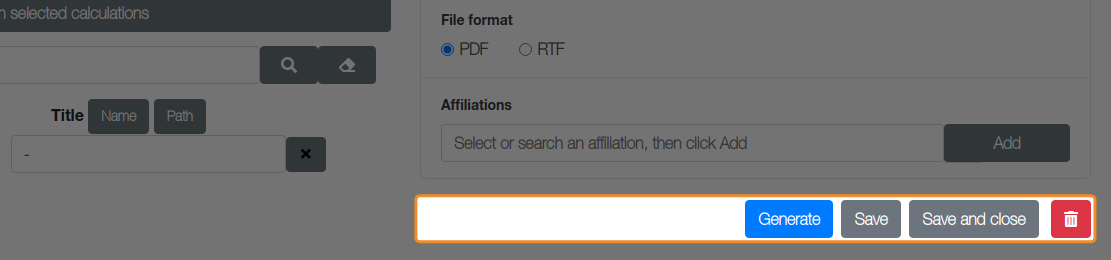 n selected calculations
Title Name Path
-
File format
PDF RTF
Affiliations
Select or search an affiliation, then click Add Add
Generate Save Save and close